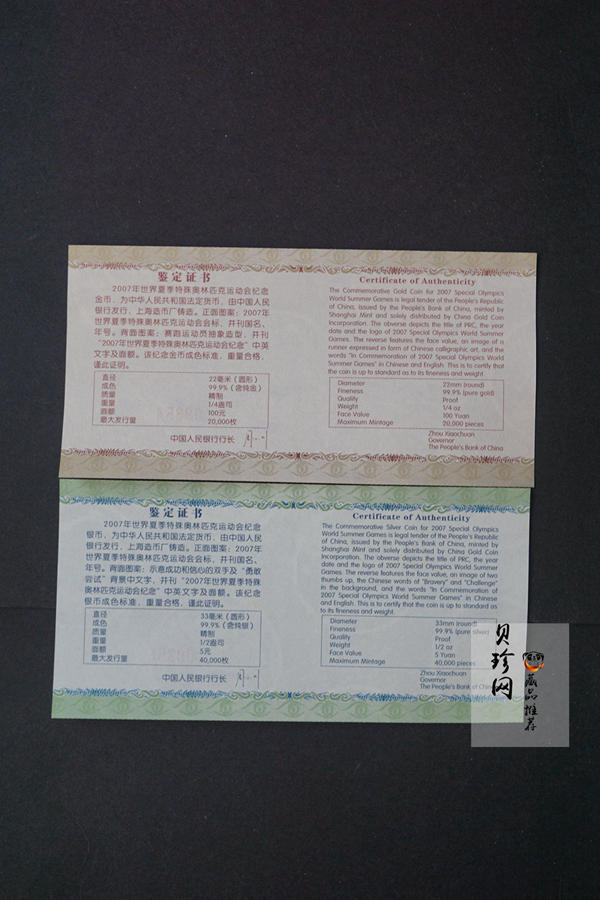 鉴定证书
2007年世界夏季特殊奥林匹克运动会纪念
金币，为中华人民共和国法定货币，由中国人民
银行发行，上海造币厂铸造。正面图案：2007年
世界夏季特殊奥林匹克运动会会标，并刊国名、
年号。背面图案：赛跑运动员抽象造型，并刊
"2007年世界夏季特殊奥林匹克运动会纪念"中英
文字及面额。该纪念金币成色标准，重量合格，
谨此证明。
直径 22毫米（圆形）
成色 99.9%（含纯金）
质量 精制
重量 1/4盎司
面额 100元
最大发行量 20,000枚
中国人民银行行长
Certificate of Authenticity
The Commemorative Gold Coin for 2007 Special Olympics
World Summer Games is legal tender of the People's Republic
of China, issued by the People's Bank of China, minted by
Shanghai Mint and solely distributed by China Gold Coin
Incorporation. The obverse depicts the title of PRC, the year
date and the logo of 2007 Special Olympics World Summer
Games. The reverse features the face value, an image of a
runner expressed in form of Chinese calligraphic art, and the
words "In Commemoration of 2007 Special Olympics World
Summer Games" in Chinese and English. This is to certify that
the coin is up to standard as to its fineness and weight.
Diameter 22mm (round)
Fineness 99.9% (pure gold)
Quality Proof
Weight 1/4 oz
Face Value 100 Yuan
Maximum Mintage 20,000 pieces
Zhou Xiaochuan
Governor
The People's Bank of China
鉴定证书
2007年世界夏季特殊奥林匹克运动会纪念
银币，为中华人民共和国法定货币，由中国人民
银行发行，上海造币厂铸造。正面图案：2007年
世界夏季特殊奥林匹克运动会会标，并刊国名、
年号。背面图案：示意成功和信心的双手及"勇敢
尝试"背景中文字，并刊"2007年世界夏季特殊
奥林匹克运动会纪念"中英文字及面额。该纪
念银币成色标准，重量合格，谨此证明。
直径 33毫米（圆形）
成色 99.9%（含纯银）
质量 精制
重量 1/2盎司
面额 5元
最大发行量 40,000枚
中国人民银行行长
Certificate of Authenticity
The Commemorative Silver Coin for 2007 Special Olympics
World Summer Games is legal tender of the People's Republic
of China, issued by the People's Bank of China, minted by
Shanghai Mint and solely distributed by China Gold Coin
Incorporation. The obverse depicts the title of PRC, the year
date and the logo of 2007 Special Olympics World Summer
Games. The reverse features the face value, an image of two
thumbs up, the Chinese words of "Bravery" and "Challenge"
in the background, and the words "In Commemoration of
2007 Special Olympics World Summer Games" in Chinese
and English. This is to certify that the coin is up to standard as
to its fineness and weight.
Diameter 33mm (round)
Fineness 99.9% (pure silver)
Quality Proof
Weight 1/2 oz
Face Value 5 Yuan
Maximum Mintage 40,000 pieces
Zhou Xiaochuan
Governor
The People's Bank of China
贝珍网
藏品推荐